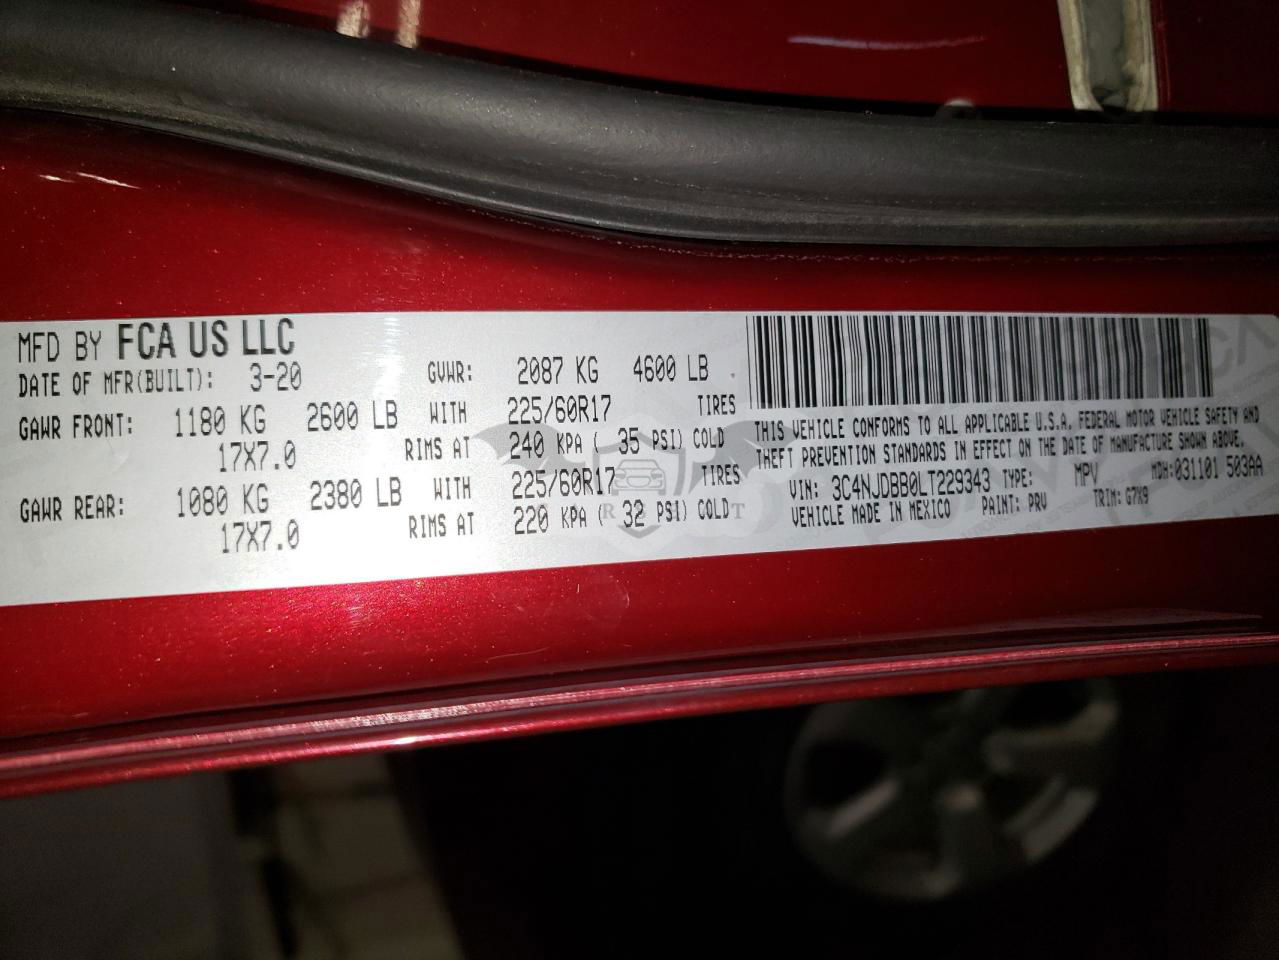 MFD BY FCA US LLC
DATE OF MFR(BUILT): 3-20 GVWR: 2087 KG 4600 LB
GAWR FRONT: 1180 KG 2600 LB WITH 225/60R17 TIRES
17X7.0 RIMS AT 240 KPA ( 35 PSI) COLD
GAWR REAR: 1080 KG 2380 LB WITH 225/60R17 TIRES
17X7.0 RIMS AT 220 KPA ( 32 PSI) COLD
THIS VEHICLE CONFORMS TO ALL APPLICABLE U.S.A. FEDERAL MOTOR VEHICLE SAFETY AND
THEFT PREVENTION STANDARDS IN EFFECT ON THE DATE OF MANUFACTURE SHOWN ABOVE.
VIN: 3C4NJDBB0LT229343 TYPE: MPV MDH:031101 503AA
VEHICLE MADE IN MEXICO PAINT: PRV TRIM: G7X9